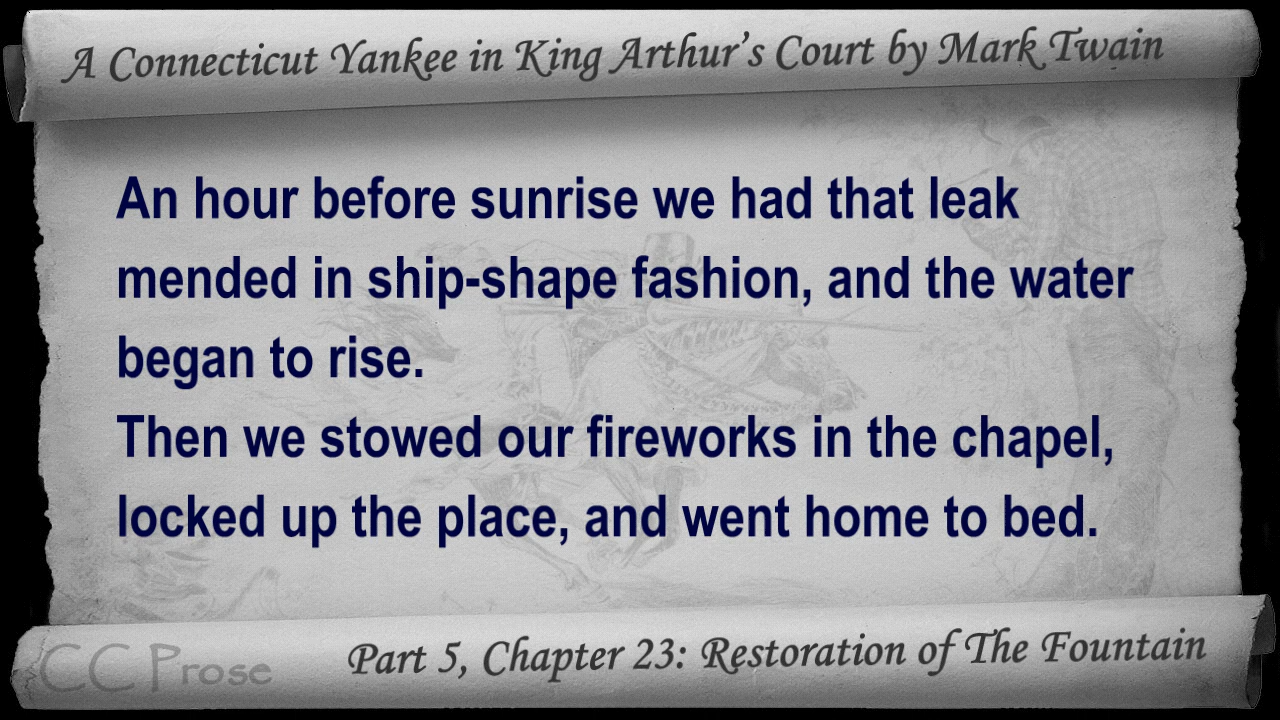 A Connecticut Yankee in King Arthur's Court by Mark Twain
An hour before sunrise we had that leak
mended in ship-shape fashion, and the water
began to rise.
Then we stowed our fireworks in the chapel,
locked up the place, and went home to bed.
CC Prose
Part 5, Chapter 23: Restoration of The Fountain